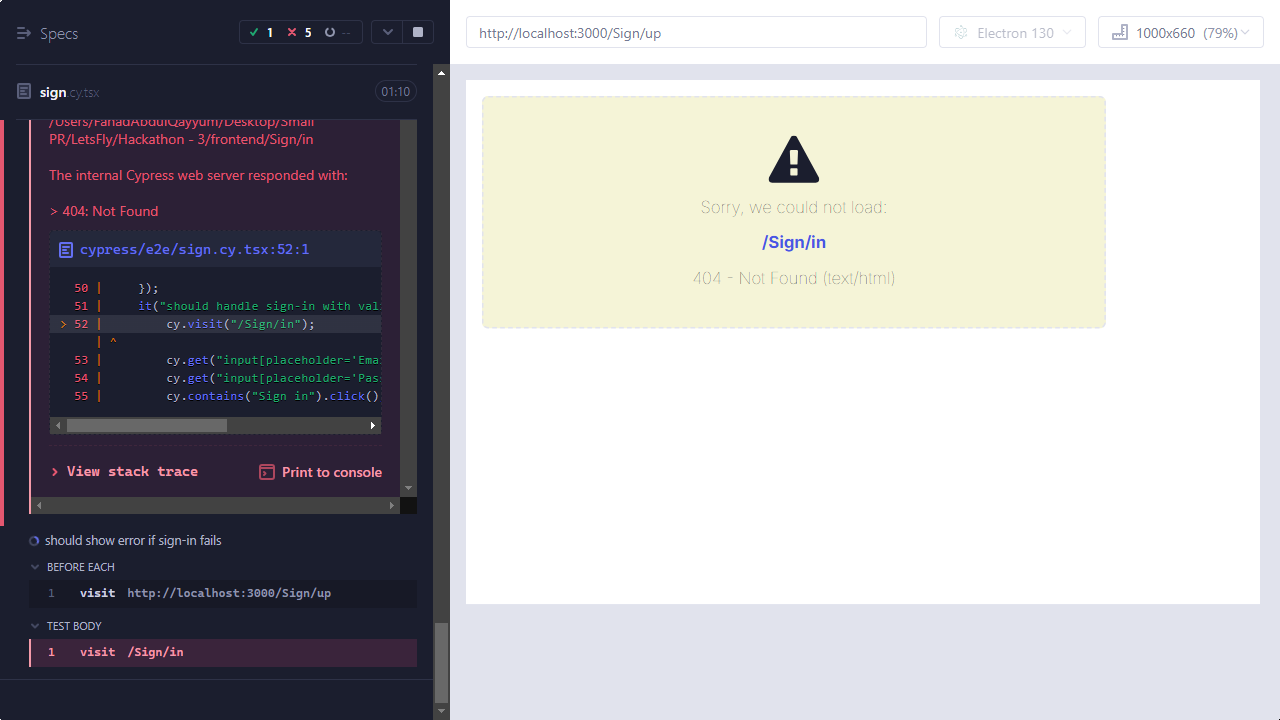 Specs
1
5
--
http://localhost:3000/Sign/up
Electron 130
1000x660 (79%)
sign.cy.tsx
01:10
/Users/FahadAbdulQayyum/Desktop/Small
PR/LetsFly/Hackathon - 3/frontend/Sign/in
The internal Cypress web server responded with:
> 404: Not Found
cypress/e2e/sign.cy.tsx:52:1
50 | });
51 | it("should handle sign-in with vali
> 52 | cy.visit("/Sign/in");
| ^
53 | cy.get("input[placeholder='Emai
54 | cy.get("input[placeholder='Pas
55 | cy.contains("Sign in").click()
View stack trace
Print to console
should show error if sign-in fails
BEFORE EACH
1 visit http://localhost:3000/Sign/up
TEST BODY
1 visit /Sign/in
Sorry, we could not load:
/Sign/in
404 - Not Found (text/html)